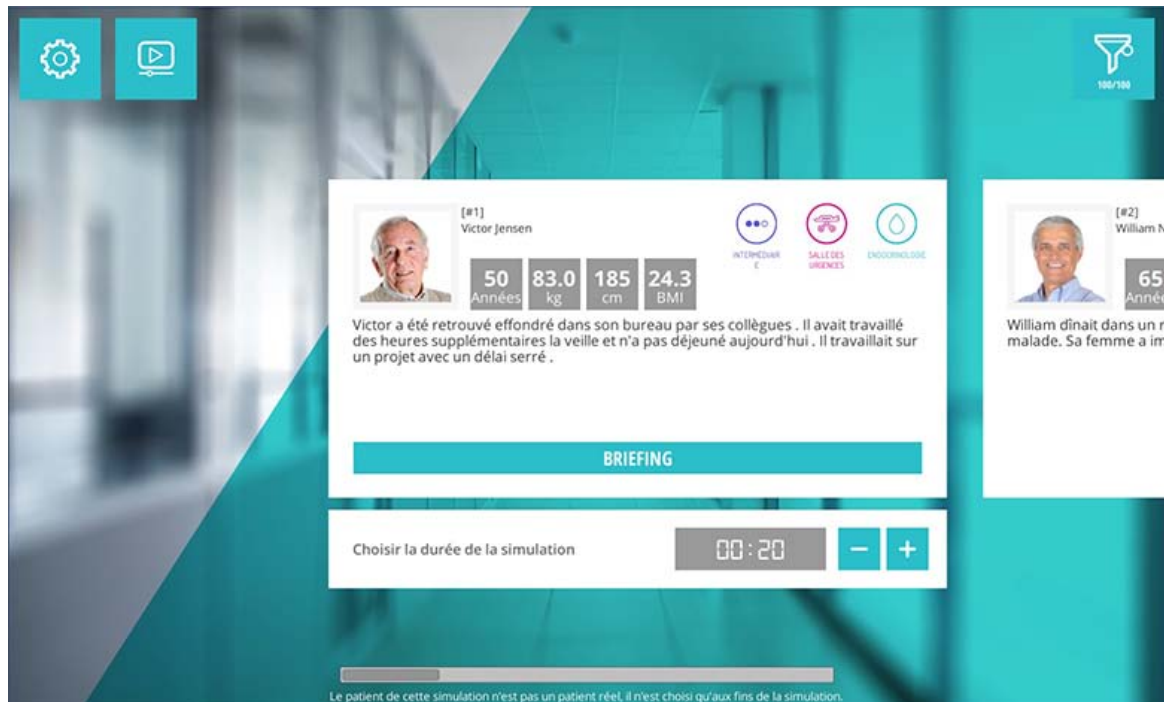 100/100
[#1]
Victor Jensen
50
Années
83.0
kg
185
cm
24.3
BMI
INTERMÉDIAIR
E
SALLE DES
URGENCES
ENDOCRINOLOGIE
Victor a été retrouvé effondré dans son bureau par ses collègues . Il avait travaillé
des heures supplémentaires la veille et n'a pas déjeuné aujourd'hui . Il travaillait sur
un projet avec un délai serré .
BRIEFING
[#2]
William N
65
Année
William dînait dans un r
malade. Sa femme a im
Choisir la durée de la simulation
00:20
− +
Le patient de cette simulation n'est pas un patient réel, il n'est choisi qu'aux fins de la simulation.